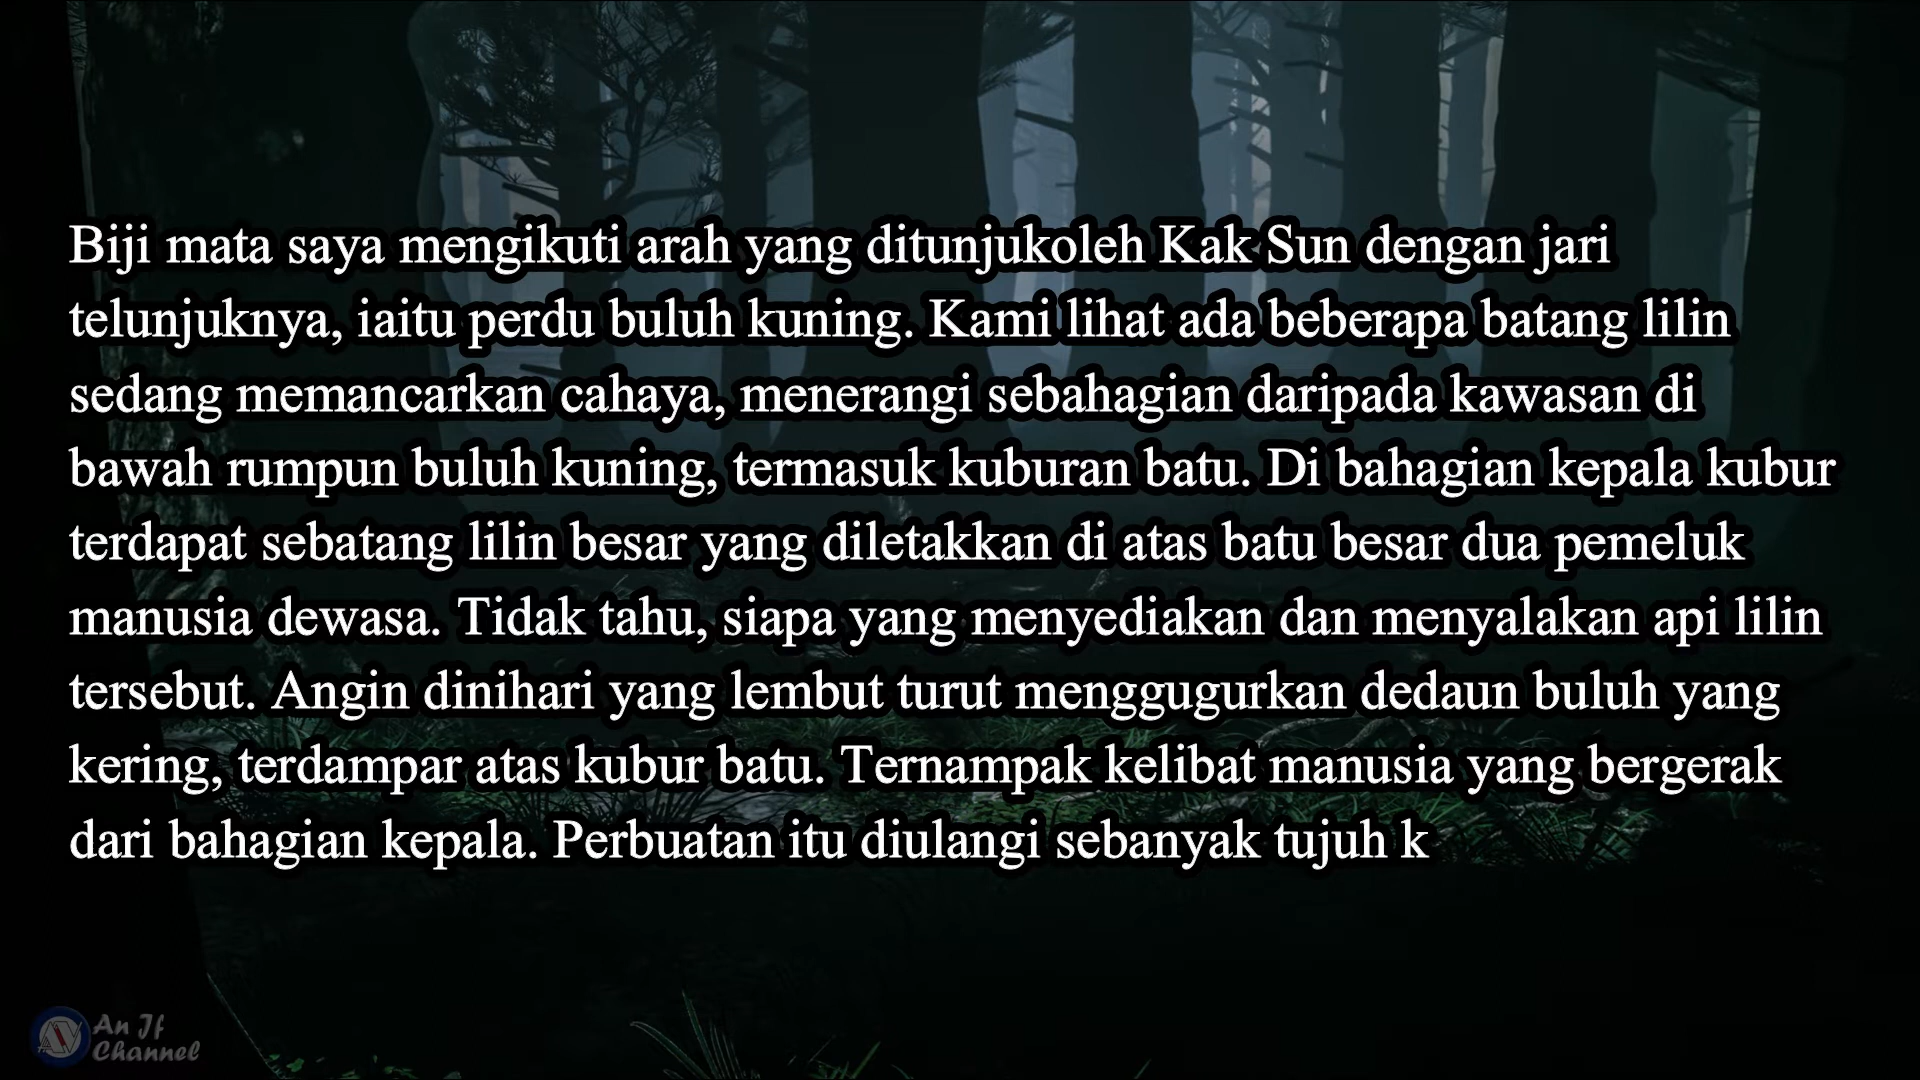 Biji mata saya mengikuti arah yang ditunjukoleh Kak Sun dengan jari
telunjuknya, iaitu perdu buluh kuning. Kami lihat ada beberapa batang lilin
sedang memancarkan cahaya, menerangi sebahagian daripada kawasan di
bawah rumpun buluh kuning, termasuk kuburan batu. Di bahagian kepala kubur
terdapat sebatang lilin besar yang diletakkan di atas batu besar dua pemeluk
manusia dewasa. Tidak tahu, siapa yang menyediakan dan menyalakan api lilin
tersebut. Angin dinihari yang lembut turut menggugurkan dedaun buluh yang
kering, terdampar atas kubur batu. Ternampak kelibat manusia yang bergerak
dari bahagian kepala. Perbuatan itu diulangi sebanyak tujuh k
An Jf
Channel